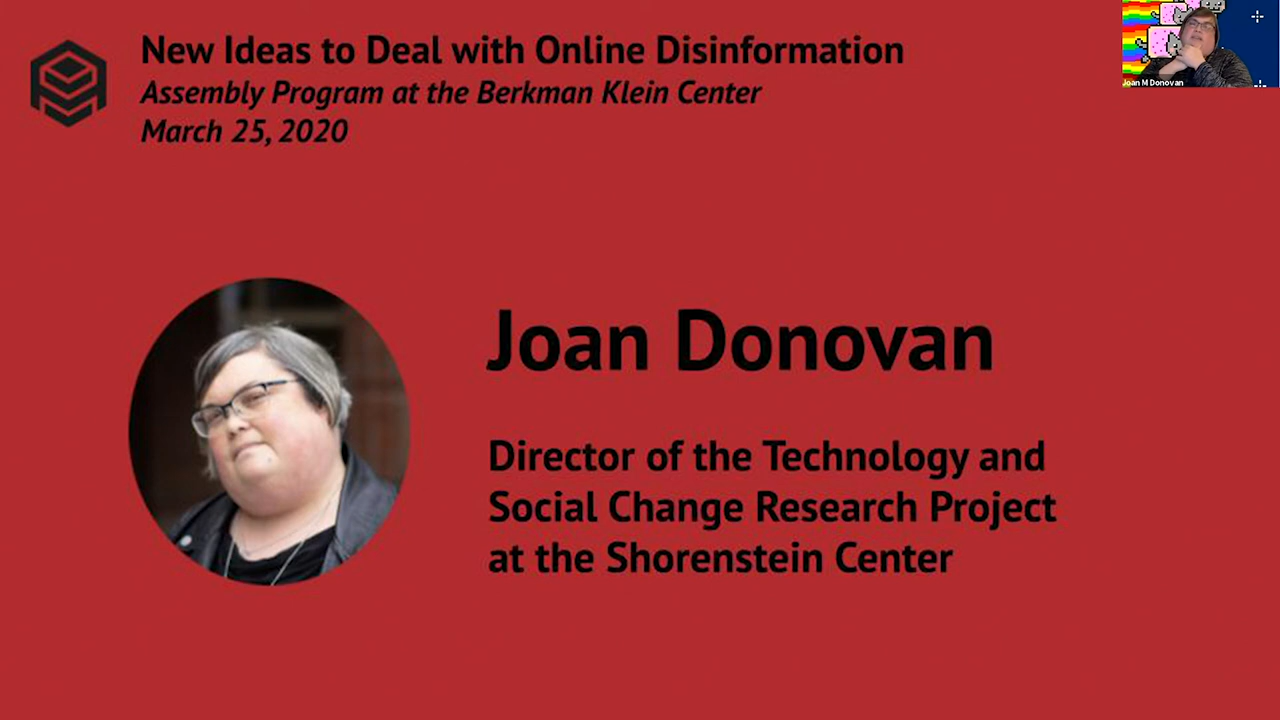 New Ideas to Deal with Online Disinformation
Assembly Program at the Berkman Klein Center
March 25, 2020
Joan M Donovan
Joan Donovan
Director of the Technology and
Social Change Research Project
at the Shorenstein Center